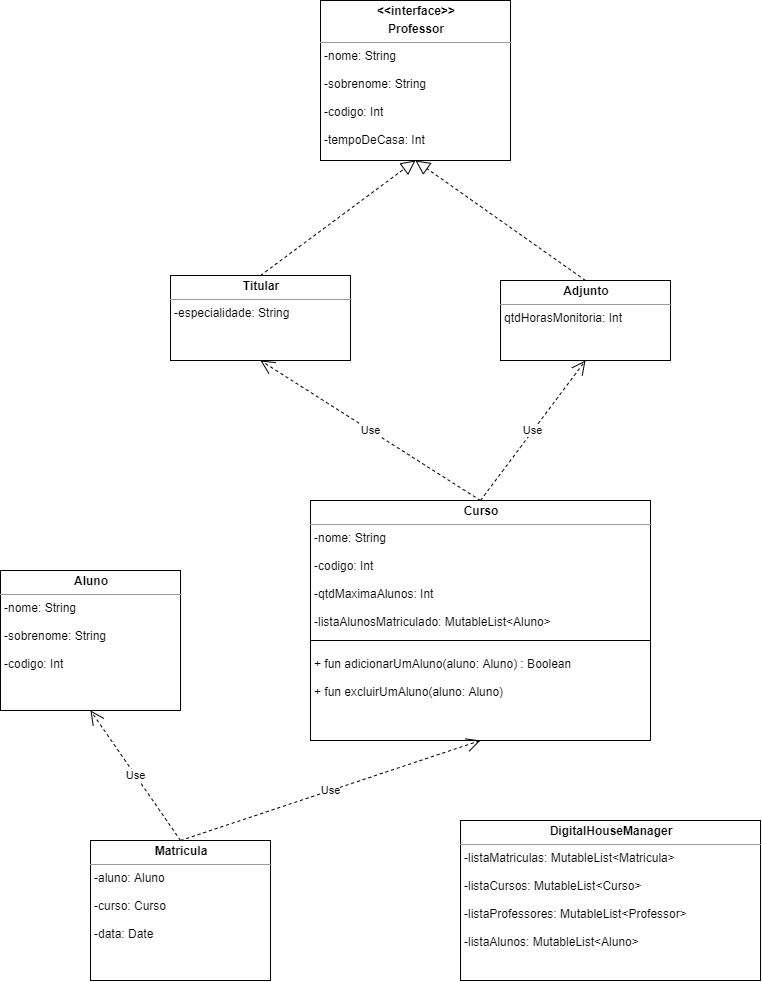 <<interface>>
Professor
-nome: String
-sobrenome: String
-codigo: Int
-tempoDeCasa: Int
Titular
-especialidade: String
Adjunto
qtdHorasMonitoria: Int
Use
Use
Curso
-nome: String
-codigo: Int
-qtdMaximaAlunos: Int
-listaAlunosMatriculado: MutableList<Aluno>
+ fun adicionarUmAluno(aluno: Aluno) : Boolean
+ fun excluirUmAluno(aluno: Aluno)
Aluno
-nome: String
-sobrenome: String
-codigo: Int
Use
Use
Matricula
-aluno: Aluno
-curso: Curso
-data: Date
DigitalHouseManager
-listaMatriculas: MutableList<Matricula>
-listaCursos: MutableList<Curso>
-listaProfessores: MutableList<Professor>
-listaAlunos: MutableList<Aluno>